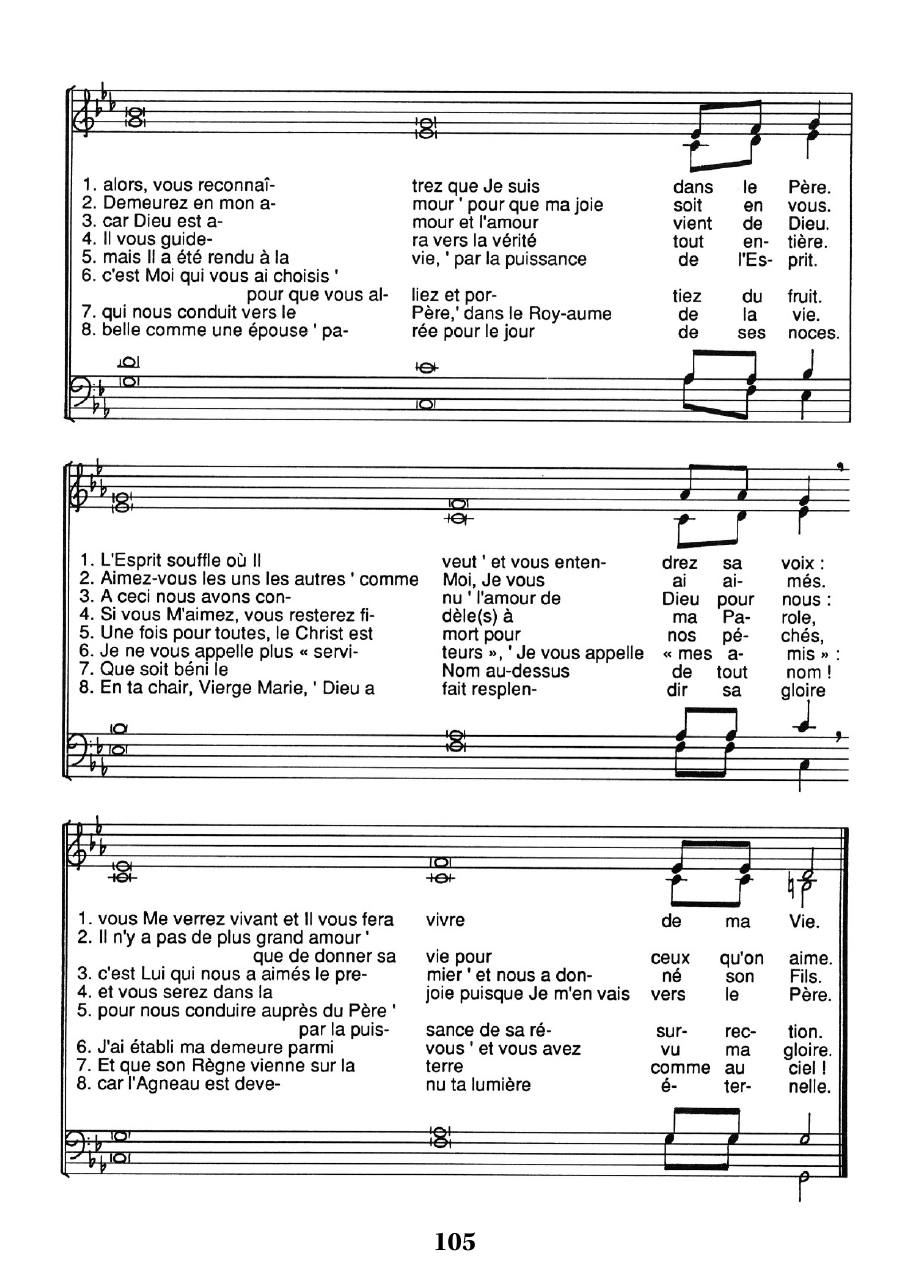 1. alors, vous reconnaî- trez que Je suis dans le Père.
2. Demeurez en mon a- mour ' pour que ma joie soit en vous.
3. car Dieu est a- mour et l'amour vient de Dieu.
4. Il vous guide- ra vers la vérité tout en- tière.
5. mais Il a été rendu à la vie, ' par la puissance de l'Es- prit.
6. c'est Moi qui vous ai choisis '
pour que vous al- liez et por- tiez du fruit.
7. qui nous conduit vers le Père,' dans le Roy-aume de la vie.
8. belle comme une épouse ' pa- rée pour le jour de ses noces.
1. L'Esprit souffle où Il veut ' et vous enten- drez sa voix :
2. Aimez-vous les uns les autres ' comme Moi, Je vous ai ai- més.
3. A ceci nous avons con- nu ' l'amour de Dieu pour nous :
4. Si vous M'aimez, vous resterez fi- dèle(s) à ma Pa- role,
5. Une fois pour toutes, le Christ est mort pour nos pé- chés,
6. Je ne vous appelle plus « servi- teurs », ' Je vous appelle « mes a- mis » :
7. Que soit béni le Nom au-dessus de tout nom !
8. En ta chair, Vierge Marie, ' Dieu a fait resplen- dir sa gloire
1. vous Me verrez vivant et Il vous fera vivre de ma Vie.
2. Il n'y a pas de plus grand amour '
que de donner sa vie pour ceux qu'on aime.
3. c'est Lui qui nous a aimés le pre- mier ' et nous a don- né son Fils.
4. et vous serez dans la joie puisque Je m'en vais vers le Père.
5. pour nous conduire auprès du Père '
par la puis- sance de sa ré- sur- rec- tion.
6. J'ai établi ma demeure parmi vous ' et vous avez vu ma gloire.
7. Et que son Règne vienne sur la terre comme au ciel !
8. car l'Agneau est deve- nu ta lumière é- ter- nelle.
105